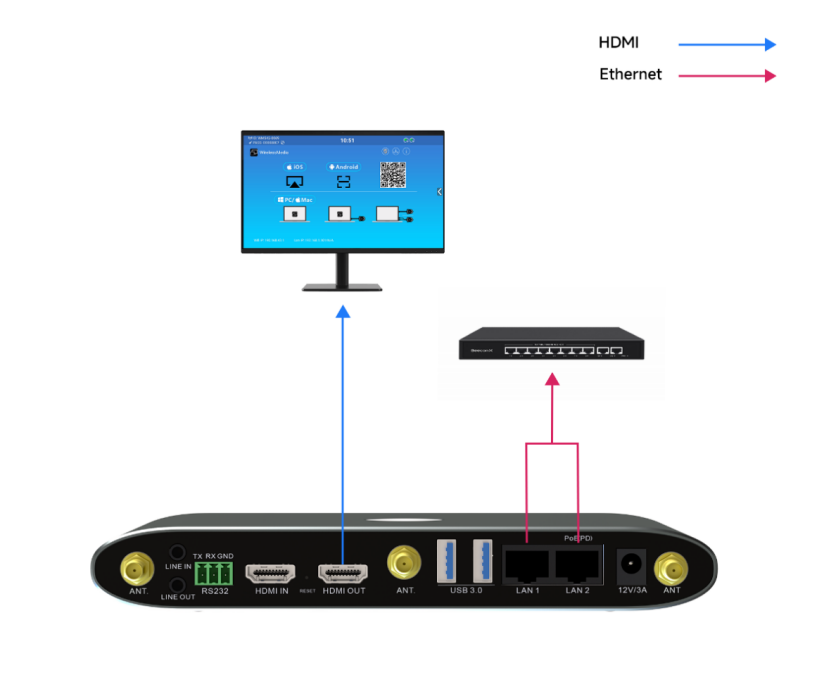 HDMI
Ethernet
10:51
iOS
Android
PC/ Mac
PoE(PD)
TX RX GND
LINE IN
ANT.
LINE OUT
RS232
HDMI IN
RESET
HDMI OUT
ANT.
USB 3.0
LAN 1
LAN 2
12V/3A
ANT